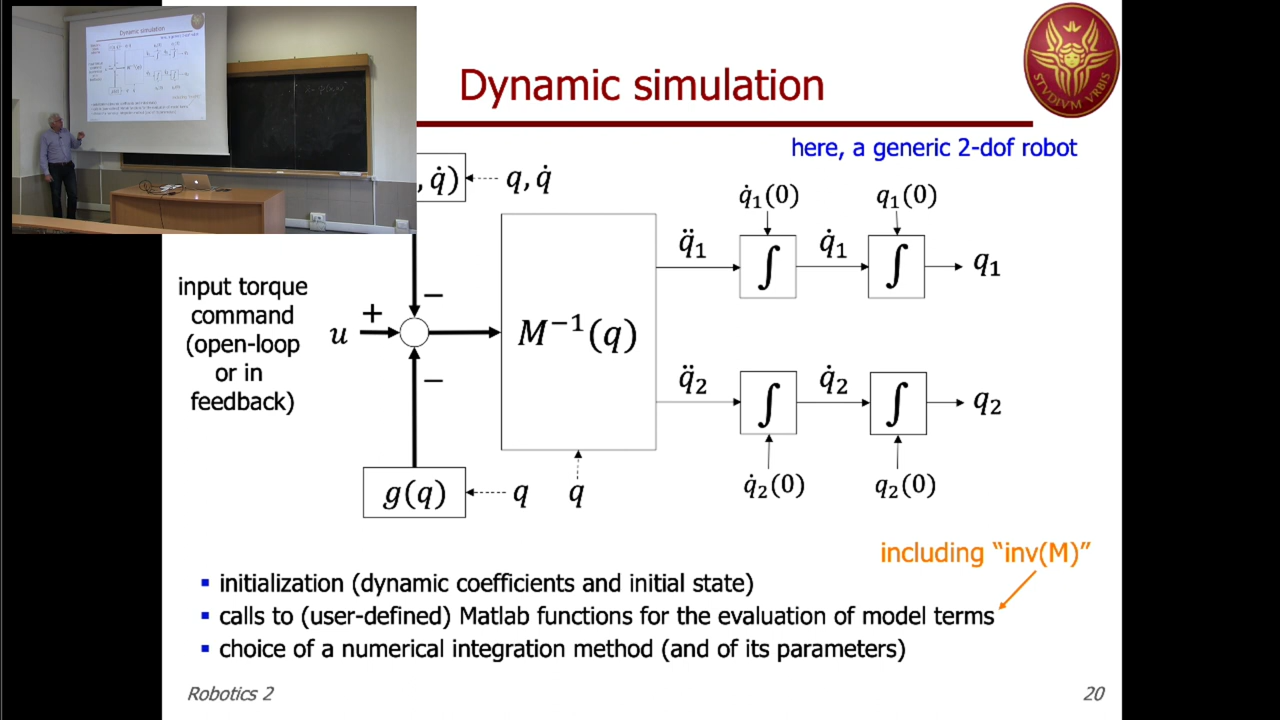 Dynamic simulation
STVDIVM VRBIS
here, a generic 2-dof robot
, q̇)
q, q̇
q̇₁(0)
q₁(0)
q̈₁
∫
q̇₁
∫
q₁
input torque
command
(open-loop
or in
feedback)
u
+
−
−
M⁻¹(q)
q̈₂
∫
q̇₂
∫
q₂
q̇₂(0)
q₂(0)
g(q)
q
q
including “inv(M)”
▪ initialization (dynamic coefficients and initial state)
▪ calls to (user-defined) Matlab functions for the evaluation of model terms
▪ choice of a numerical integration method (and of its parameters)
Robotics 2
20